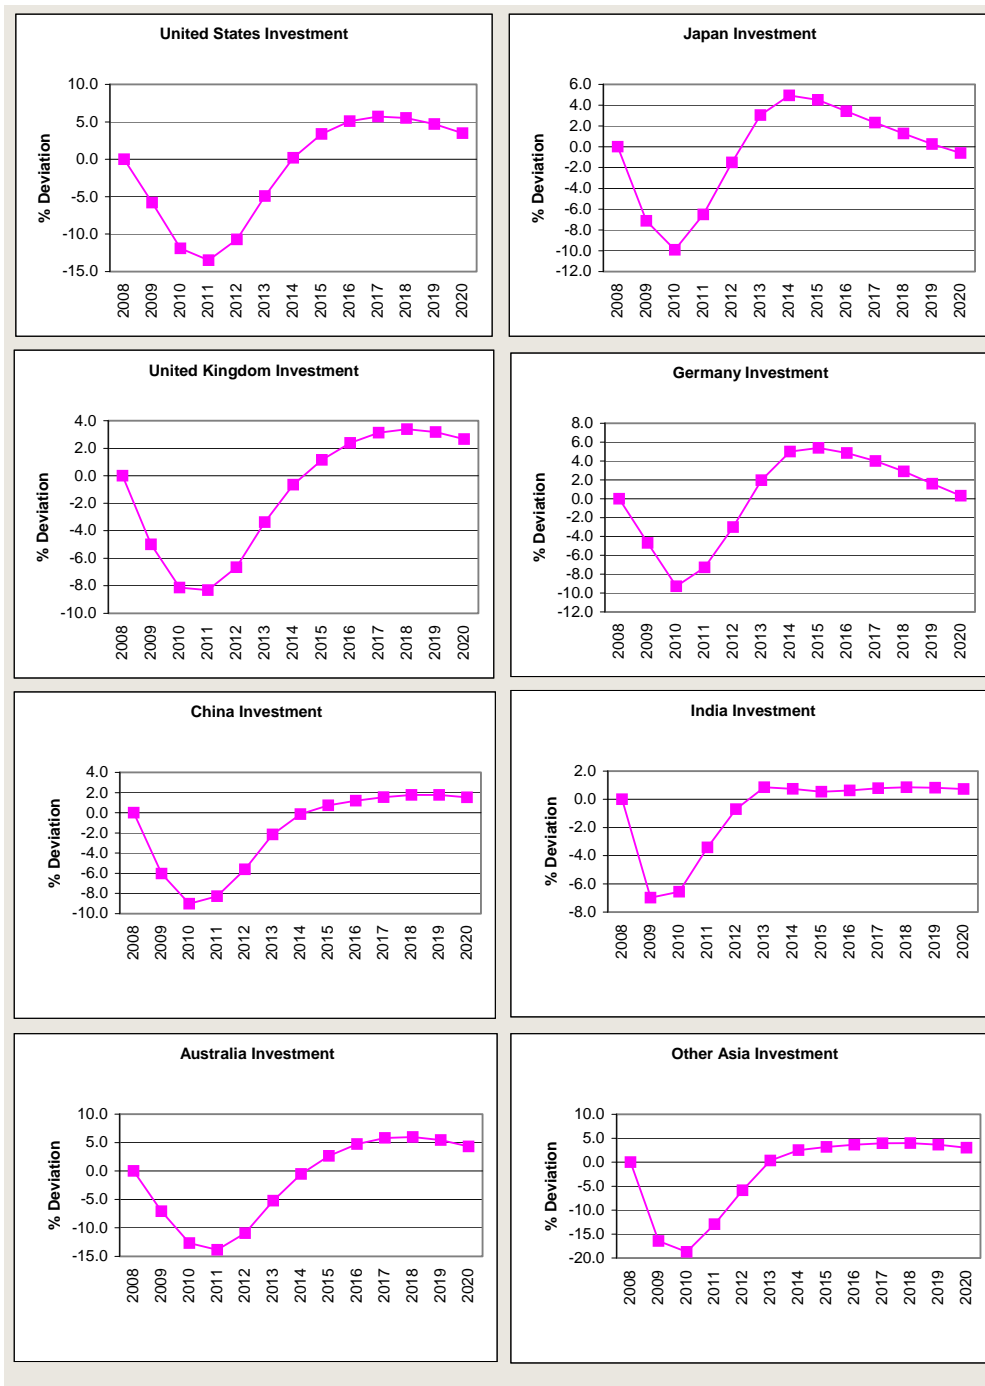 United States Investment
% Deviation
10.0
5.0
0.0
-5.0
-10.0
-15.0
2008 2009 2010 2011 2012 2013 2014 2015 2016 2017 2018 2019 2020
Japan Investment
% Deviation
6.0
4.0
2.0
0.0
-2.0
-4.0
-6.0
-8.0
-10.0
-12.0
2008 2009 2010 2011 2012 2013 2014 2015 2016 2017 2018 2019 2020
United Kingdom Investment
% Deviation
4.0
2.0
0.0
-2.0
-4.0
-6.0
-8.0
-10.0
2008 2009 2010 2011 2012 2013 2014 2015 2016 2017 2018 2019 2020
Germany Investment
% Deviation
8.0
6.0
4.0
2.0
0.0
-2.0
-4.0
-6.0
-8.0
-10.0
-12.0
2008 2009 2010 2011 2012 2013 2014 2015 2016 2017 2018 2019 2020
China Investment
% Deviation
4.0
2.0
0.0
-2.0
-4.0
-6.0
-8.0
-10.0
2008 2009 2010 2011 2012 2013 2014 2015 2016 2017 2018 2019 2020
India Investment
% Deviation
2.0
0.0
-2.0
-4.0
-6.0
-8.0
2008 2009 2010 2011 2012 2013 2014 2015 2016 2017 2018 2019 2020
Australia Investment
% Deviation
10.0
5.0
0.0
-5.0
-10.0
-15.0
2008 2009 2010 2011 2012 2013 2014 2015 2016 2017 2018 2019 2020
Other Asia Investment
% Deviation
10.0
5.0
0.0
-5.0
-10.0
-15.0
-20.0
2008 2009 2010 2011 2012 2013 2014 2015 2016 2017 2018 2019 2020